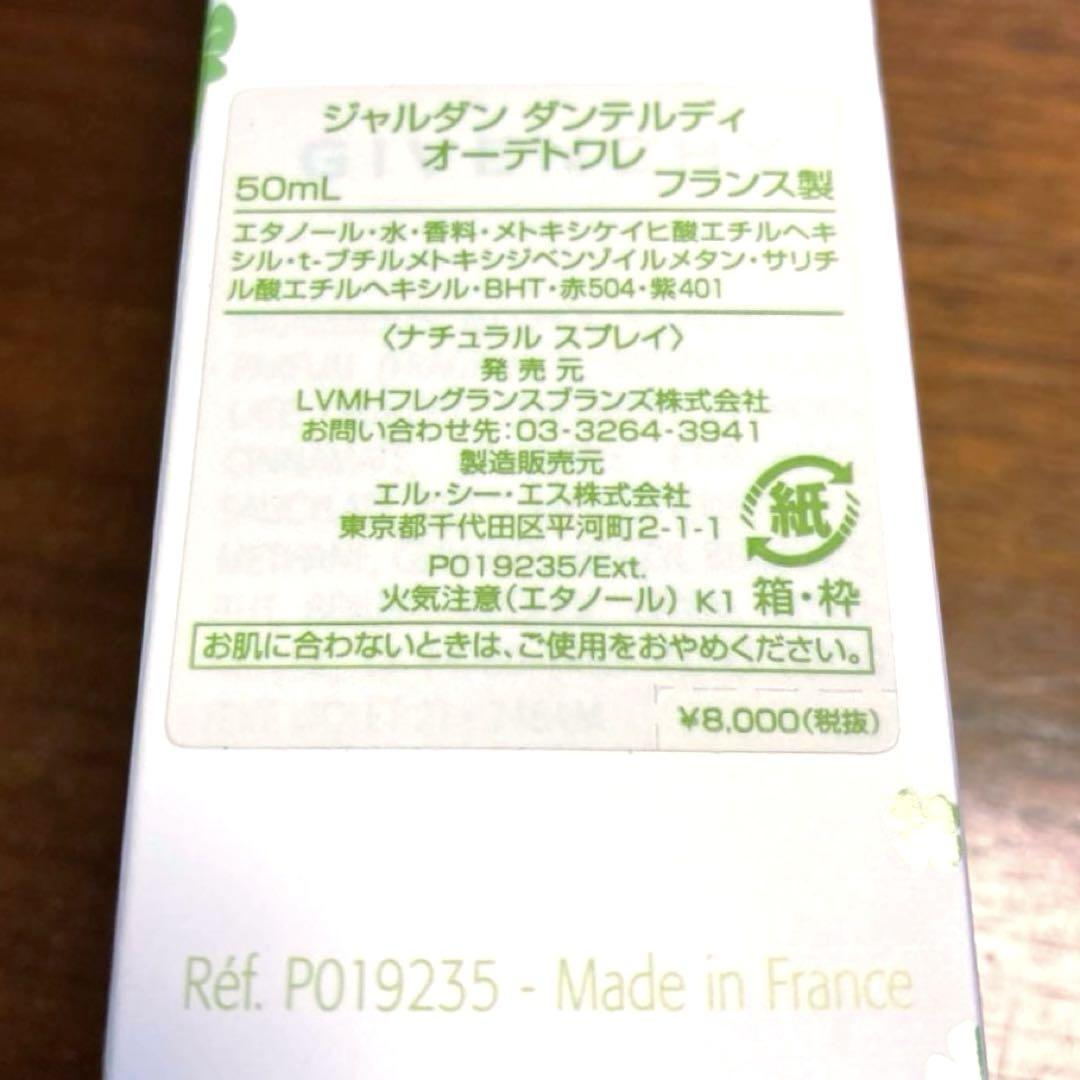 ジャルダン ダンテルディ
オーデトワレ
50mL フランス製
エタノール・水・香料・メトキシケイヒ酸エチルヘキ
シル・t-ブチルメトキシジベンゾイルメタン・サリチ
ル酸エチルヘキシル・BHT・赤504・紫401
〈ナチュラル スプレイ〉
発売元
LVMHフレグランスブランズ株式会社
お問い合わせ先:03-3264-3941
製造販売元
エル・シー・エス株式会社
東京都千代田区平河町2-1-1
紙
P019235/Ext.
火気注意(エタノール) K1 箱・枠
お肌に合わないときは、ご使用をおやめください。
¥8,000(税抜)
Réf. P019235 - Made in France